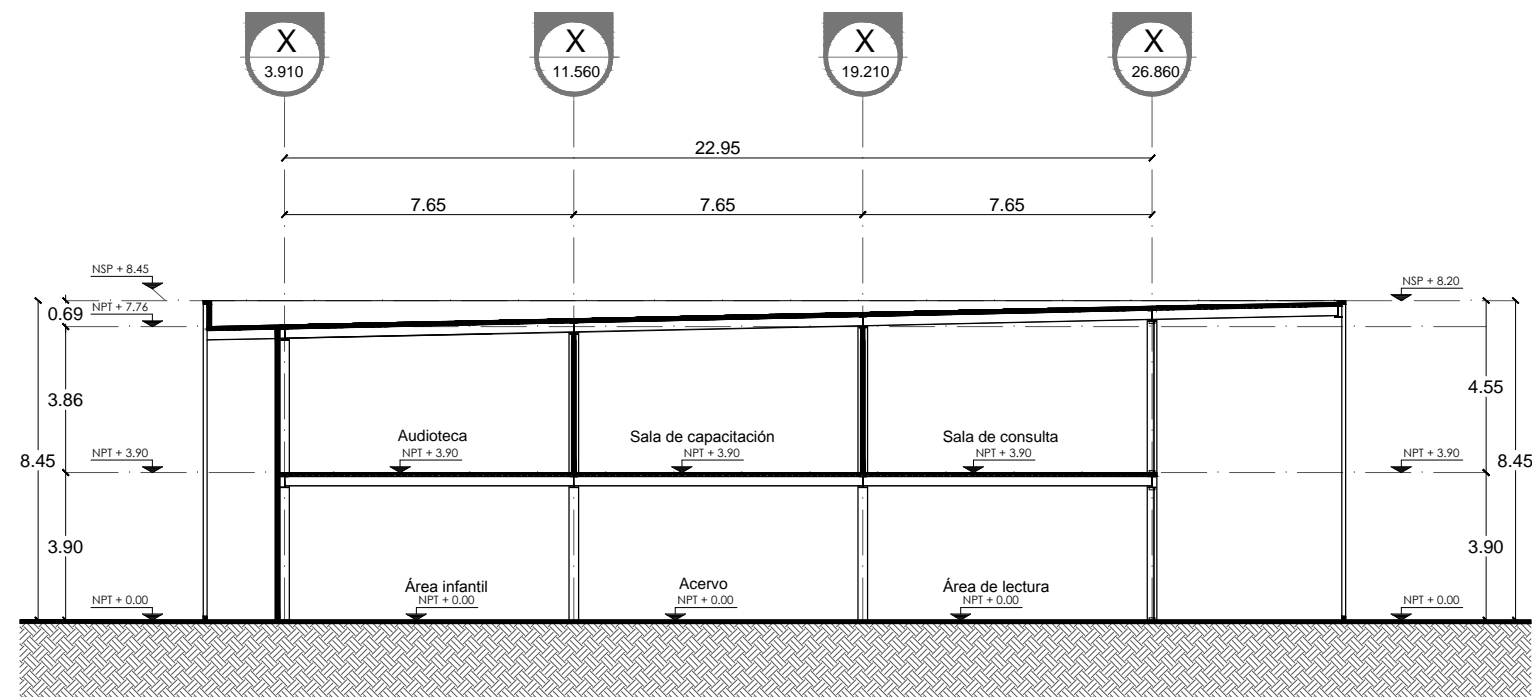 X X X X
3.910 11.560 19.210 26.860
22.95
7.65 7.65 7.65
NSP + 8.45
NSP + 8.20
0.69
NPT + 7.76
3.86
4.55
Audioteca Sala de capacitación Sala de consulta
NPT + 3.90 NPT + 3.90 NPT + 3.90 NPT + 3.90 NPT + 3.90
8.45 8.45
3.90 3.90
Área infantil Acervo Área de lectura
NPT + 0.00 NPT + 0.00 NPT + 0.00 NPT + 0.00 NPT + 0.00